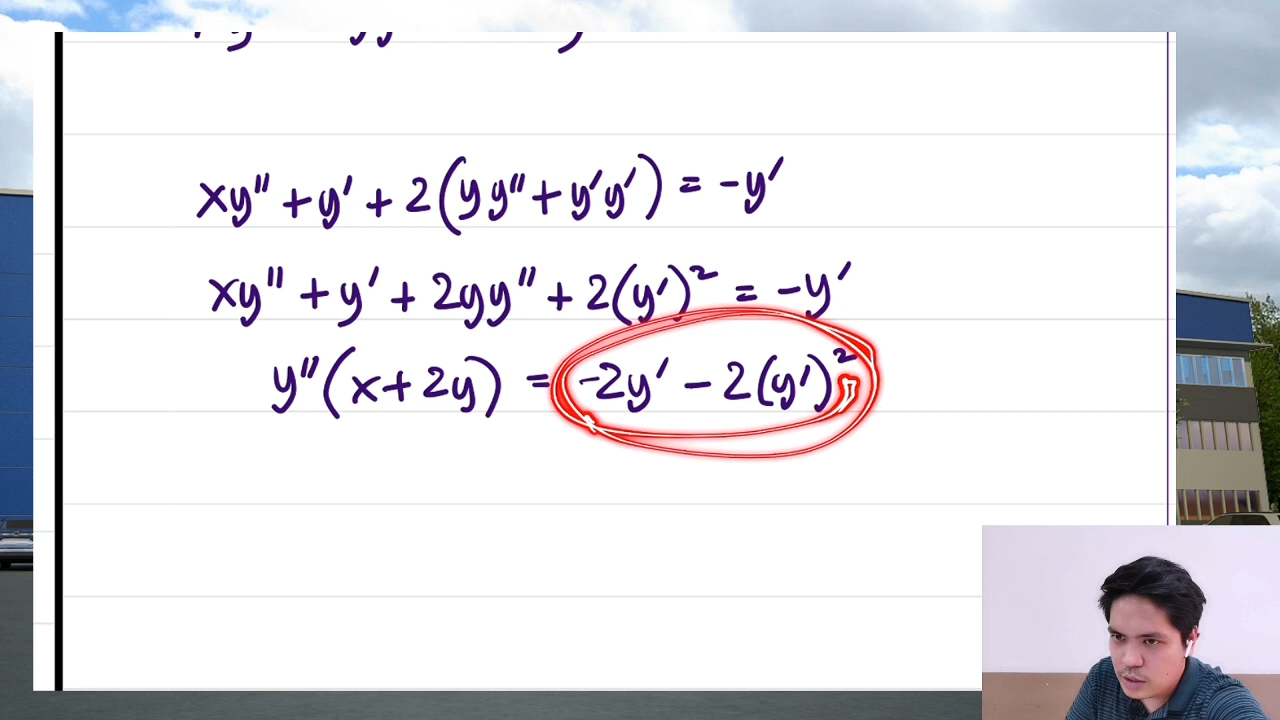 xy" + y' + 2(yy" + y'y') = -y'
xy" + y' + 2yy" + 2(y')² = -y'
y"(x + 2y) = -2y' - 2(y')²